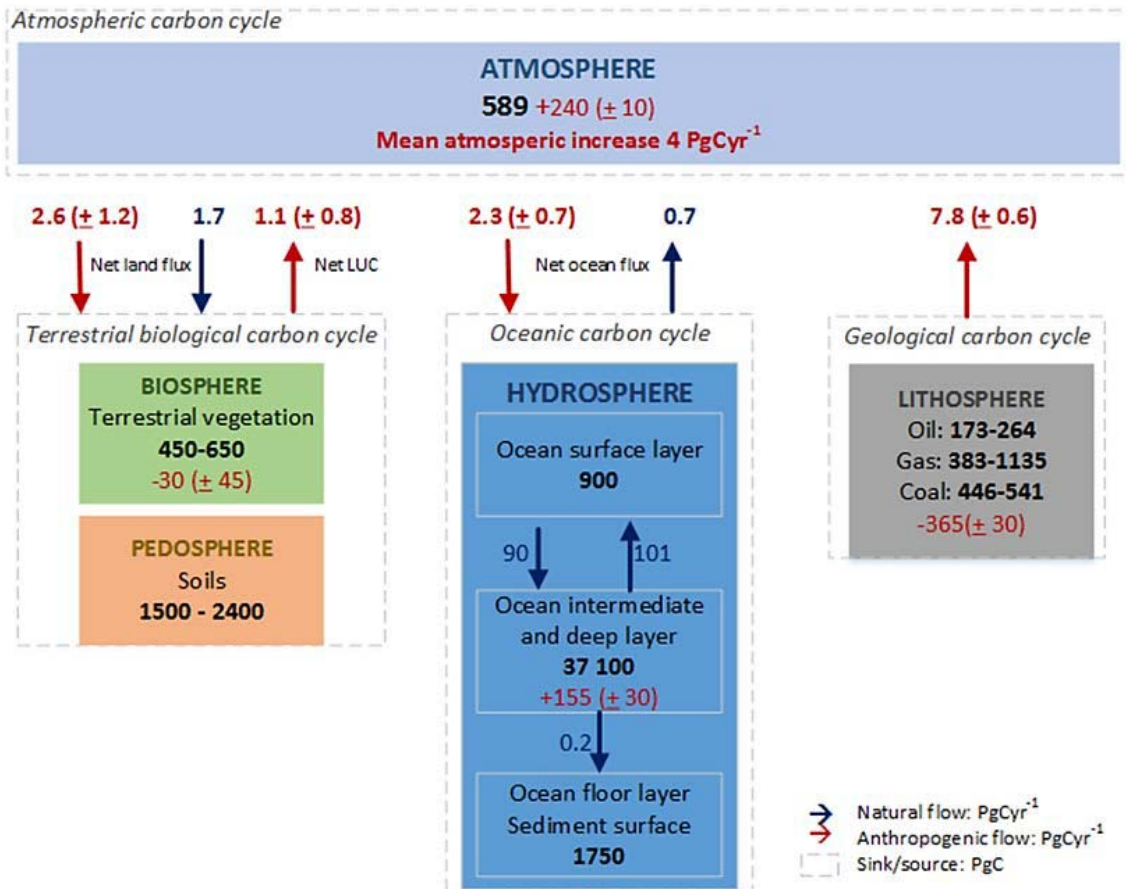 Atmospheric carbon cycle
ATMOSPHERE
589 +240 (± 10)
Mean atmosperic increase 4 PgCyr⁻¹
2.6 (± 1.2)
1.7
1.1 (± 0.8)
2.3 (± 0.7)
0.7
7.8 (± 0.6)
Net land flux
Net LUC
Net ocean flux
Terrestrial biological carbon cycle
BIOSPHERE
Terrestrial vegetation
450-650
-30 (± 45)
PEDOSPHERE
Soils
1500 - 2400
Oceanic carbon cycle
HYDROSPHERE
Ocean surface layer
900
90
101
Ocean intermediate
and deep layer
37 100
+155 (± 30)
0.2
Ocean floor layer
Sediment surface
1750
Geological carbon cycle
LITHOSPHERE
Oil: 173-264
Gas: 383-1135
Coal: 446-541
-365(± 30)
Natural flow: PgCyr⁻¹
Anthropogenic flow: PgCyr⁻¹
Sink/source: PgC